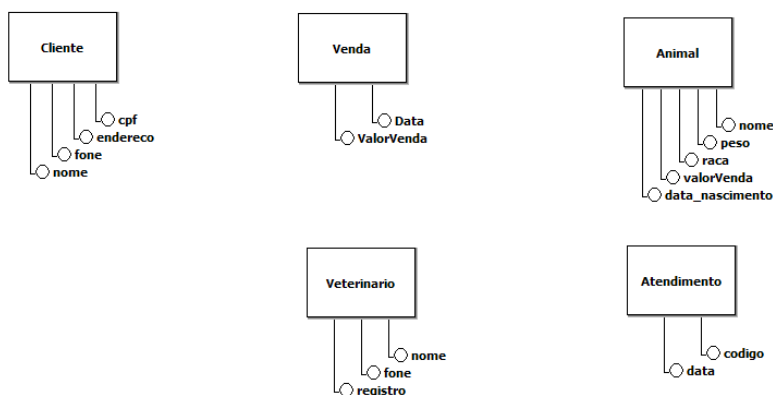 Cliente
cpf
endereco
fone
nome
Venda
Data
ValorVenda
Animal
nome
peso
raca
valorVenda
data_nascimento
Veterinario
nome
fone
registro
Atendimento
codigo
data